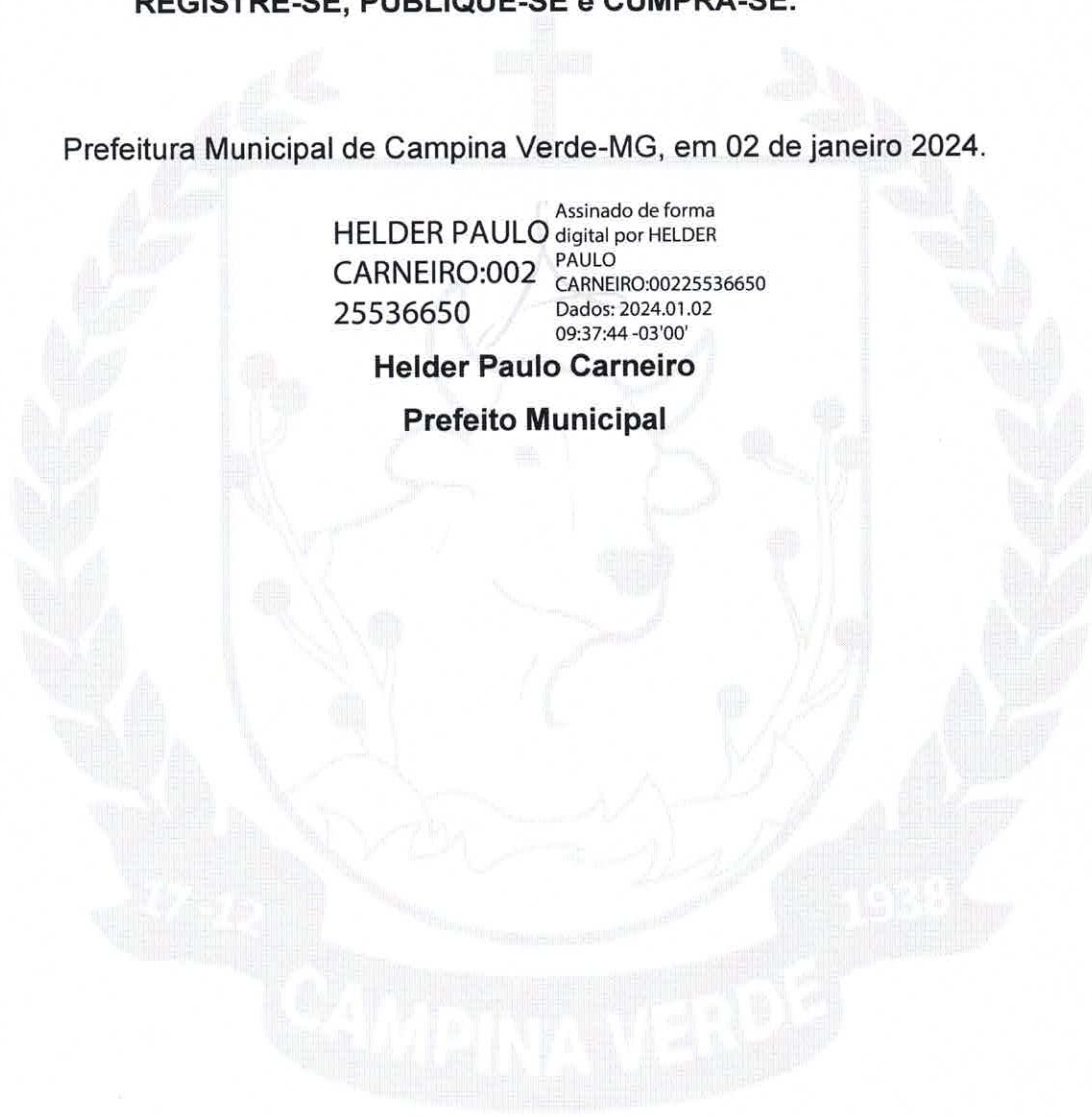 REGISTRE-SE, PUBLIQUE-SE e CUMPRA-SE.
Prefeitura Municipal de Campina Verde-MG, em 02 de janeiro 2024.
HELDER PAULO
CARNEIRO:002
25536650
Assinado de forma
digital por HELDER
PAULO
CARNEIRO:00225536650
Dados: 2024.01.02
09:37:44 -03'00'
Helder Paulo Carneiro
Prefeito Municipal
17-12
1938
CAMPINA VERDE